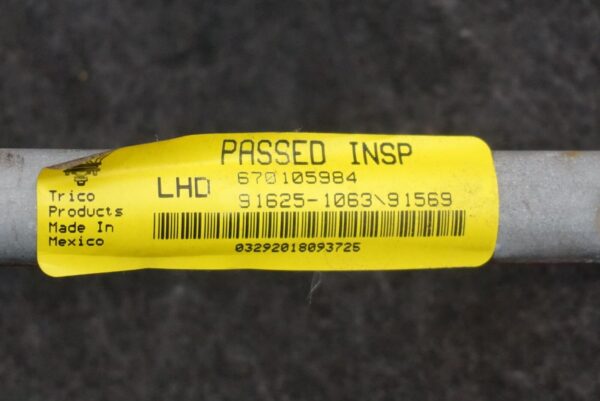 PASSED INSP
LHD 670105984
91625-1063\91569
Trico
Products
Made In
Mexico
03292018093725